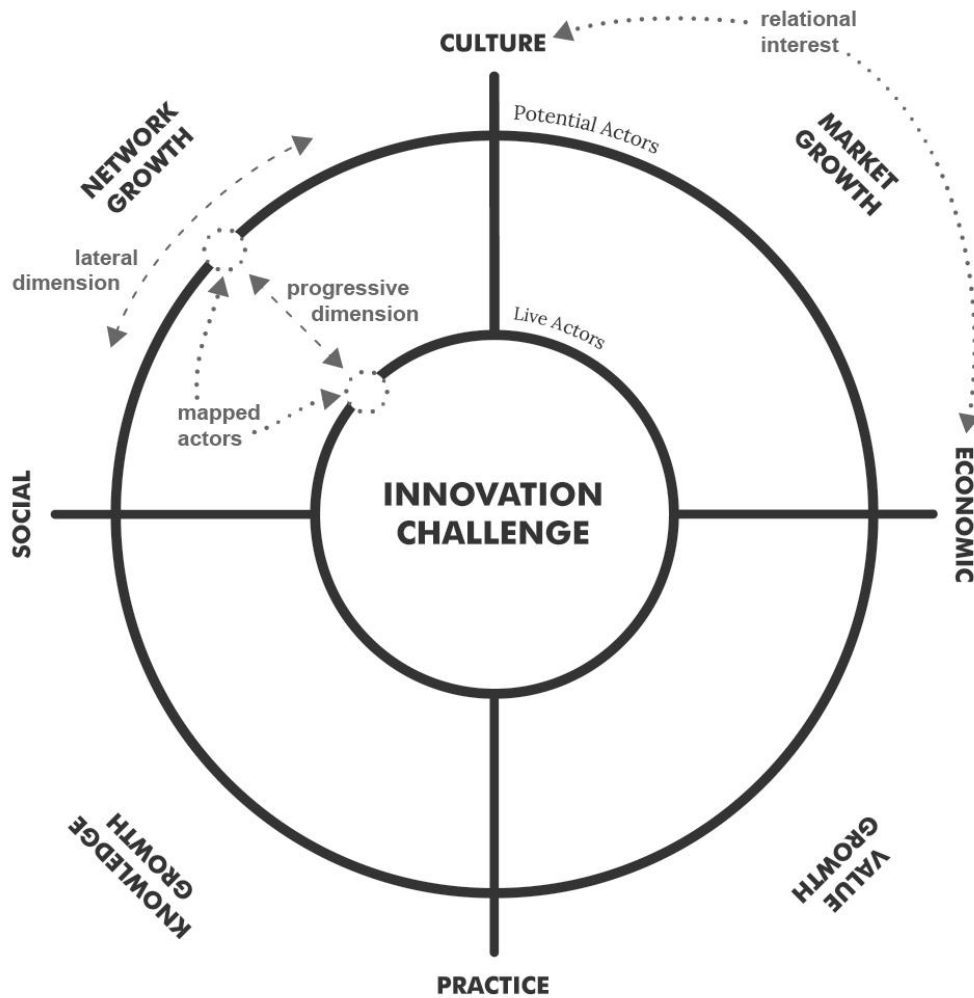 relational
interest
CULTURE
NETWORK
GROWTH
Potential Actors
MARKET
GROWTH
lateral
dimension
progressive
dimension
Live Actors
mapped
actors
SOCIAL
INNOVATION
CHALLENGE
ECONOMIC
KNOWLEDGE
GROWTH
VALUE
GROWTH
PRACTICE